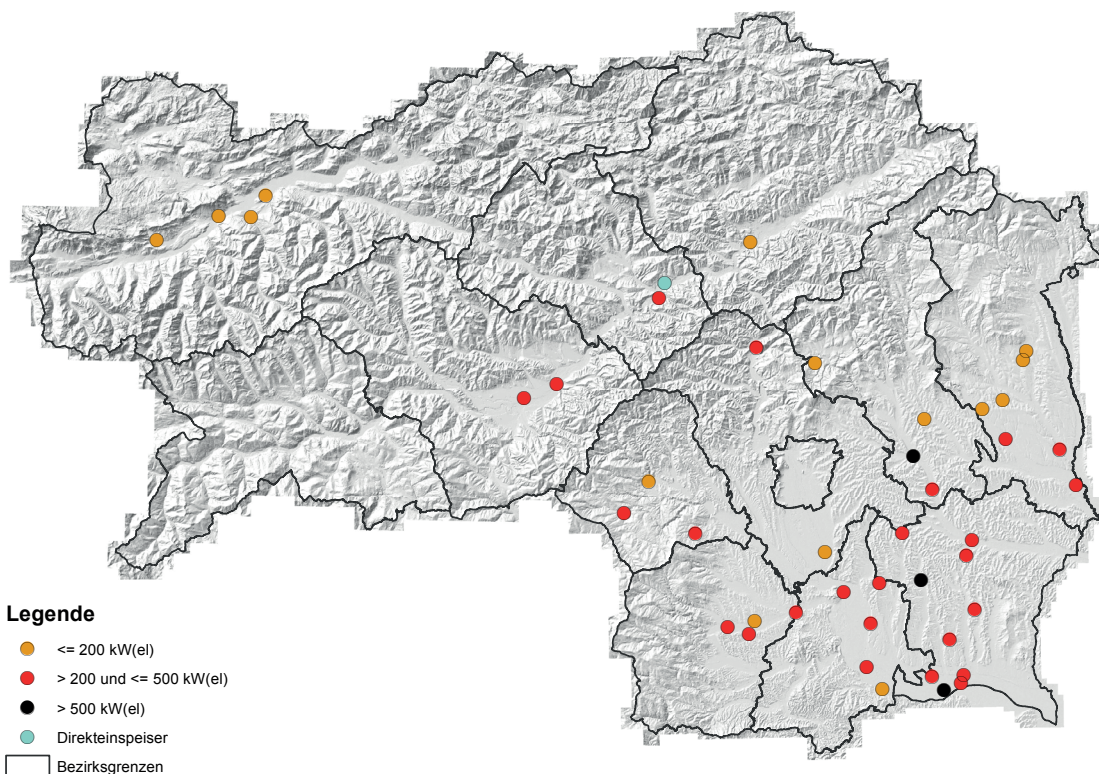 Legende
<= 200 kW(el)
> 200 und <= 500 kW(el)
> 500 kW(el)
Direkteinspeiser
Bezirksgrenzen